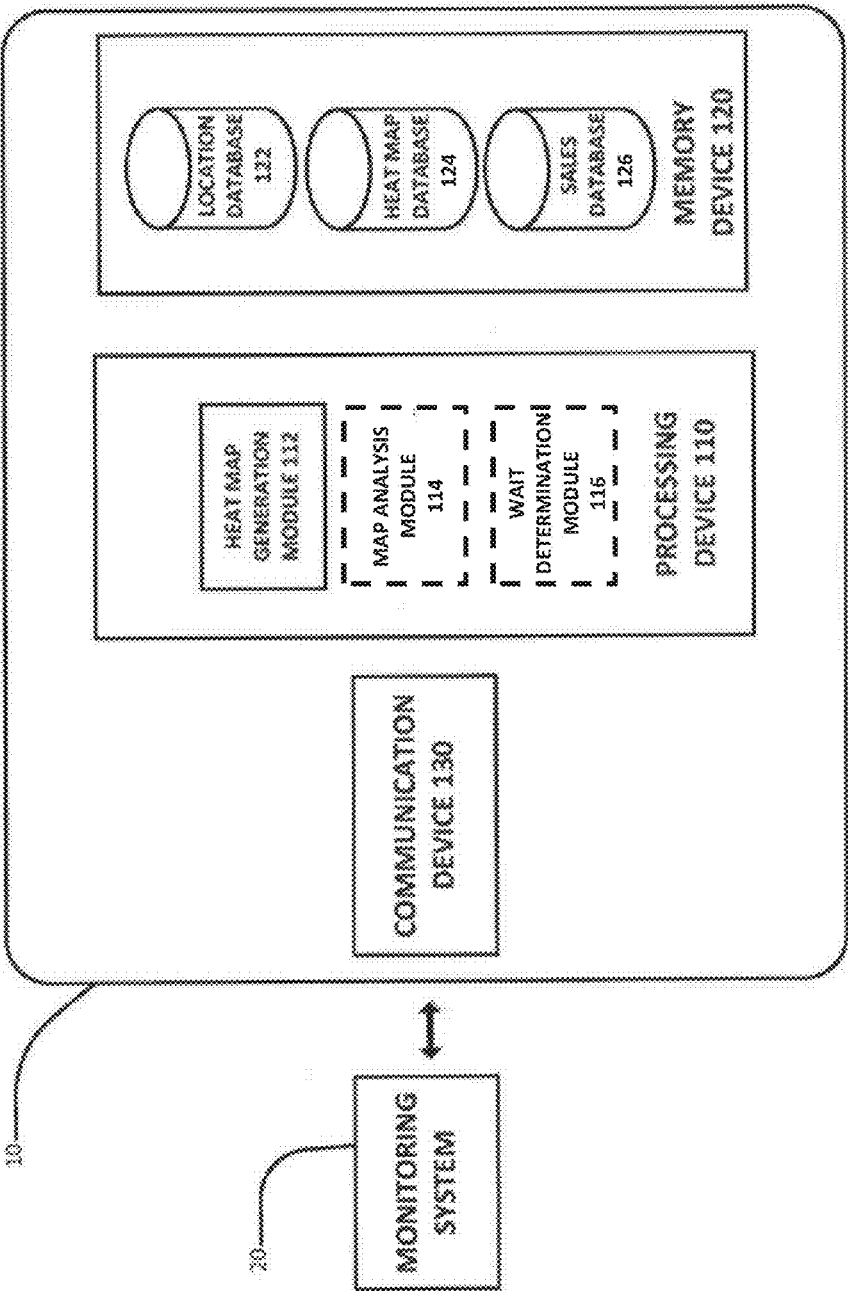 10
20
MONITORING
SYSTEM
COMMUNICATION
DEVICE 130
HEAT MAP
GENERATION
MODULE 112
MAP ANALYSIS
MODULE
114
WAIT
DETERMINATION
MODULE
116
PROCESSING
DEVICE 110
LOCATION
DATABASE
122
HEAT MAP
DATABASE
124
SALES
DATABASE
126
MEMORY
DEVICE 120